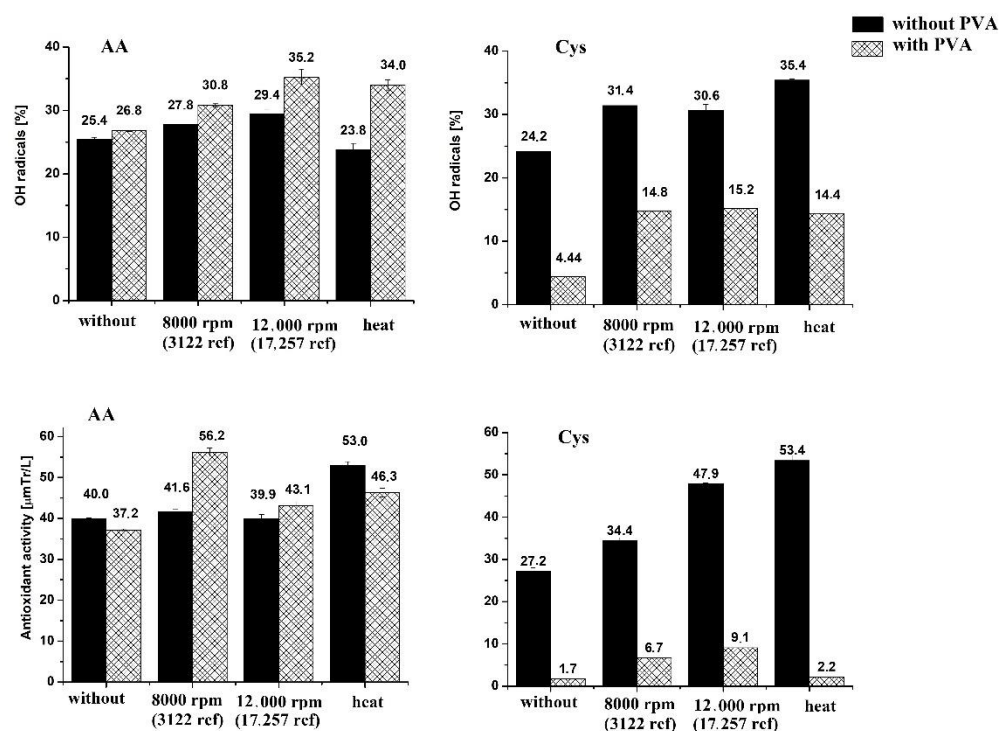 without PVA
with PVA
AA
OH radicals [%]
40
30
20
10
0
25.4
26.8
27.8
30.8
29.4
35.2
23.8
34.0
without
8000 rpm
(3122 rcf)
12.000 rpm
(17,257 rcf)
heat
Cys
OH radicals [%]
40
30
20
10
0
24.2
4.44
31.4
14.8
30.6
15.2
35.4
14.4
without
8000 rpm
(3122 rcf)
12.000 rpm
(17.257 rcf)
heat
AA
Antioxidant activity [µmTr/L]
60
50
40
30
20
10
0
40.0
37.2
41.6
56.2
39.9
43.1
53.0
46.3
without
8000 rpm
(3122 rcf)
12.000 rpm
(17.257 rcf)
heat
Cys
60
50
40
30
20
10
0
27.2
1.7
34.4
6.7
47.9
9.1
53.4
2.2
without
8000 rpm
(3122 rcf)
12.000 rpm
(17.257 rcf)
heat